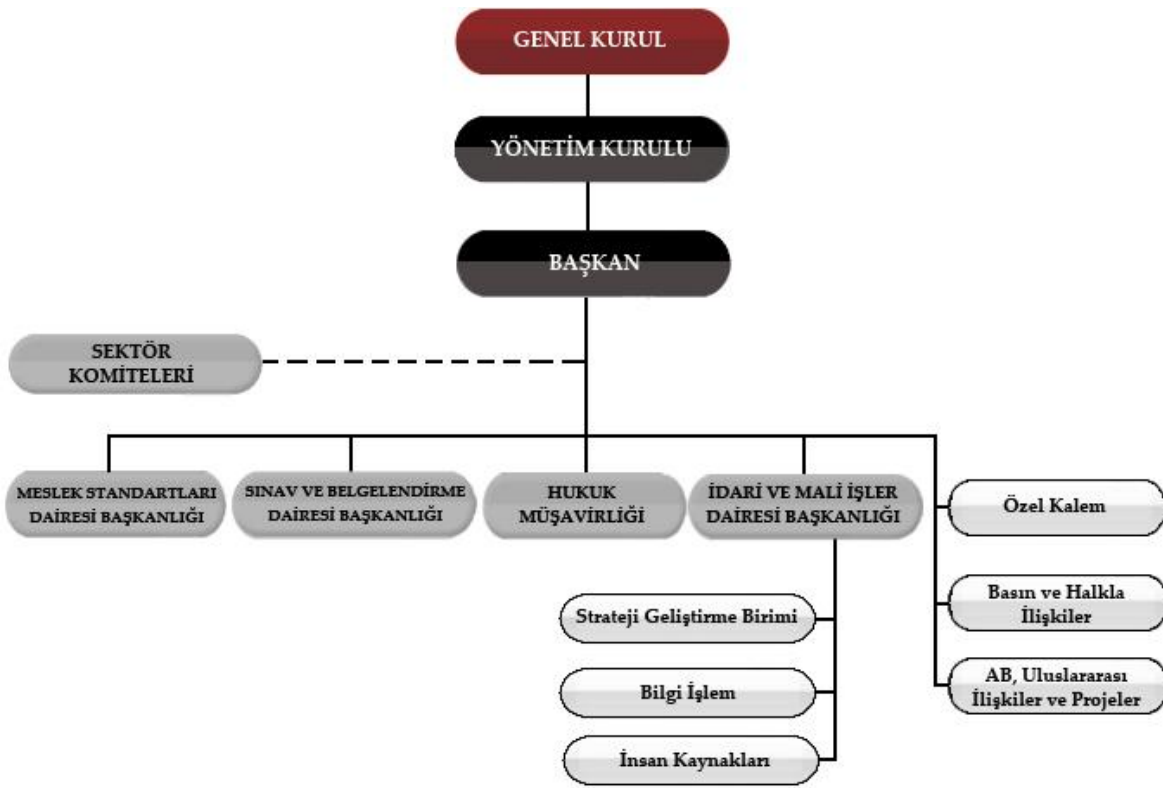 GENEL KURUL
YÖNETİM KURULU
BAŞKAN
SEKTÖR
KOMİTELERİ
MESLEK STANDARTLARI
DAİRESİ BAŞKANLIĞI
SINAV VE BELGELENDİRME
DAİRESİ BAŞKANLIĞI
HUKUK
MÜŞAVİRLİĞİ
İDARİ VE MALİ İŞLER
DAİRESİ BAŞKANLIĞI
Özel Kalem
Basın ve Halkla
İlişkiler
AB, Uluslararası
İlişkiler ve Projeler
Strateji Geliştirme Birimi
Bilgi İşlem
İnsan Kaynakları